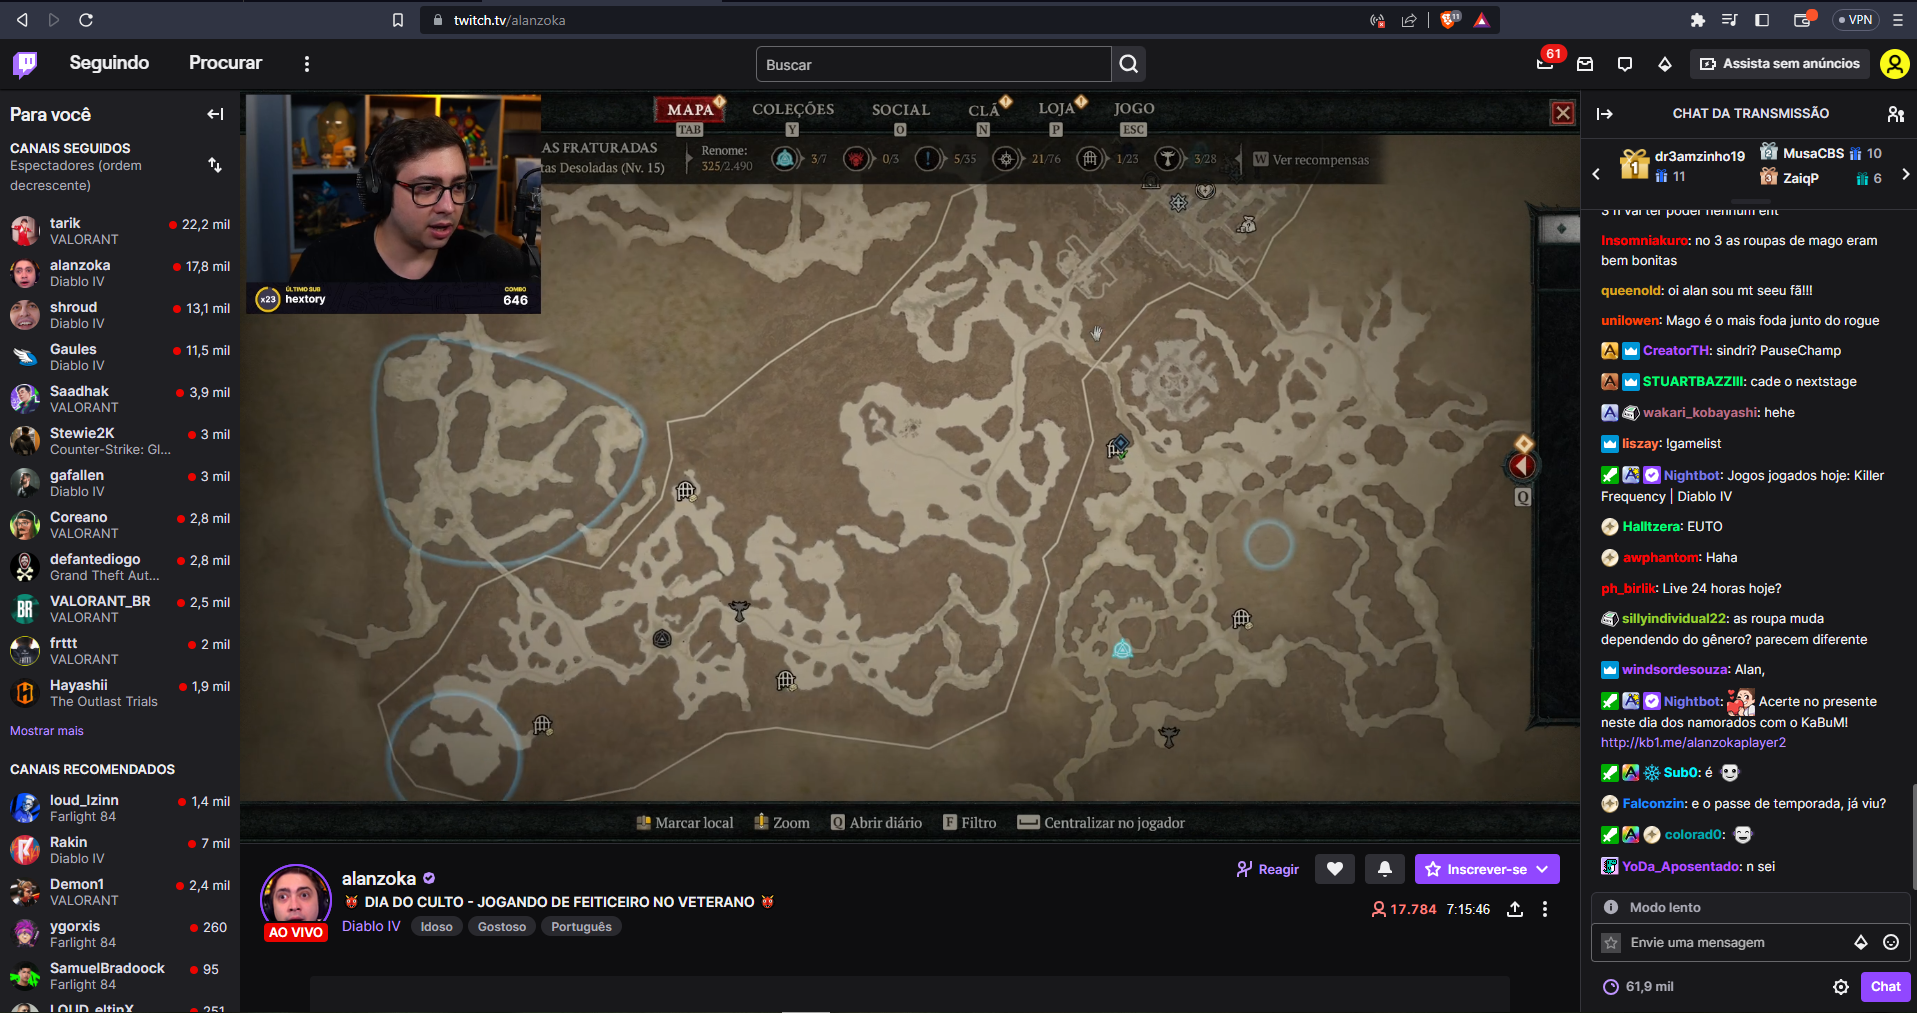 twitch.tv/alanzoka
11
VPN
Seguindo
Procurar
Buscar
61
Assista sem anúncios
Para você
CANAIS SEGUIDOS
Espectadores (ordem
decrescente)
tarik
22,2 mil
VALORANT
alanzoka
17,8 mil
Diablo IV
shroud
13,1 mil
Diablo IV
Gaules
11,5 mil
Diablo IV
Saadhak
3,9 mil
VALORANT
Stewie2K
3 mil
Counter-Strike: Gl...
gafallen
3 mil
Diablo IV
Coreano
2,8 mil
VALORANT
defantediogo
2,8 mil
Grand Theft Aut...
VALORANT_BR
2,5 mil
VALORANT
frttt
2 mil
VALORANT
Hayashii
1,9 mil
The Outlast Trials
Mostrar mais
CANAIS RECOMENDADOS
loud_lzinn
1,4 mil
Farlight 84
Rakin
7 mil
Diablo IV
Demon1
2,4 mil
VALORANT
ygorxis
260
Farlight 84
SamuelBradoock
95
Farlight 84
LOUD_eltinX
251
MAPA
TAB
COLEÇÕES
Y
SOCIAL
O
CLÃ
N
LOJA
P
JOGO
ESC
AS FRATURADAS
tas Desoladas (Nv. 15)
Renome:
325/2.490
3/7
0/3
5/35
21/76
1/23
3/28
W Ver recompensas
x23
ÚLTIMO SUB
hextory
COMBO
646
Q
Marcar local
Zoom
Q Abrir diário
F Filtro
Centralizar no jogador
alanzoka
AO VIVO
DIA DO CULTO - JOGANDO DE FEITICEIRO NO VETERANO
Diablo IV
Idoso
Gostoso
Português
Reagir
Inscrever-se
17.784
7:15:46
CHAT DA TRANSMISSÃO
1
dr3amzinho19
11
2
MusaCBS
10
3
ZaiqP
6
3 n vai ter poder nenhum ent
Insomniakuro: no 3 as roupas de mago eram
bem bonitas
queenold: oi alan sou mt seeu fã!!!
unilowen: Mago é o mais foda junto do rogue
CreatorTH: sindri? PauseChamp
STUARTBAZZIII: cade o nextstage
wakari_kobayashi: hehe
liszay: !gamelist
Nightbot: Jogos jogados hoje: Killer
Frequency | Diablo IV
Halltzera: EUTO
awphantom: Haha
ph_birlik: Live 24 horas hoje?
sillyindividual22: as roupa muda
dependendo do gênero? parecem diferente
windsordesouza: Alan,
Nightbot: Acerte no presente
neste dia dos namorados com o KaBuM!
http://kb1.me/alanzokaplayer2
Sub0: é
Falconzin: e o passe de temporada, já viu?
colorad0:
YoDa_Aposentado: n sei
Modo lento
Envie uma mensagem
61,9 mil
Chat